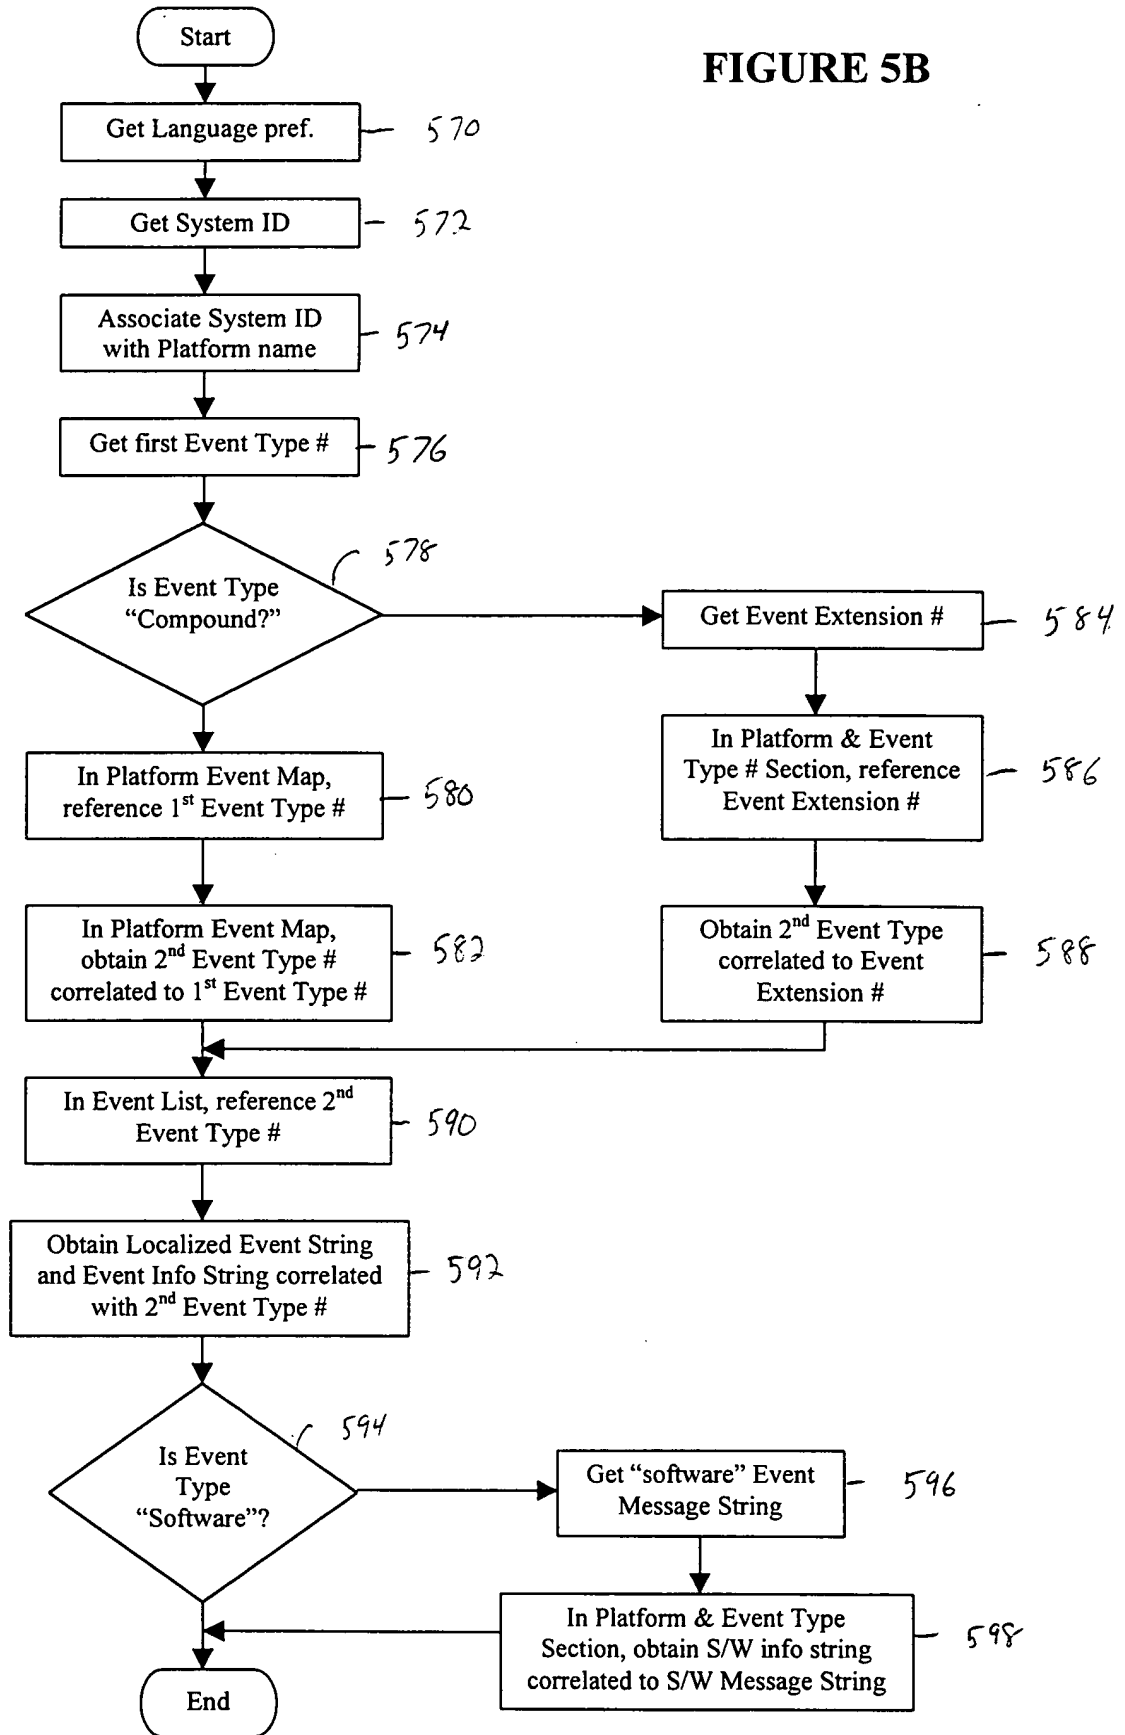 FIGURE 5B
Start
Get Language pref.
570
Get System ID
572
Associate System ID
with Platform name
574
Get first Event Type #
576
Is Event Type
“Compound?”
578
In Platform Event Map,
reference 1st Event Type #
580
In Platform Event Map,
obtain 2nd Event Type #
correlated to 1st Event Type #
582
Get Event Extension #
584
In Platform & Event
Type # Section, reference
Event Extension #
586
Obtain 2nd Event Type
correlated to Event
Extension #
588
In Event List, reference 2nd
Event Type #
590
Obtain Localized Event String
and Event Info String correlated
with 2nd Event Type #
592
Is Event
Type
“Software”?
594
Get “software” Event
Message String
596
In Platform & Event Type
Section, obtain S/W info string
correlated to S/W Message String
598
End